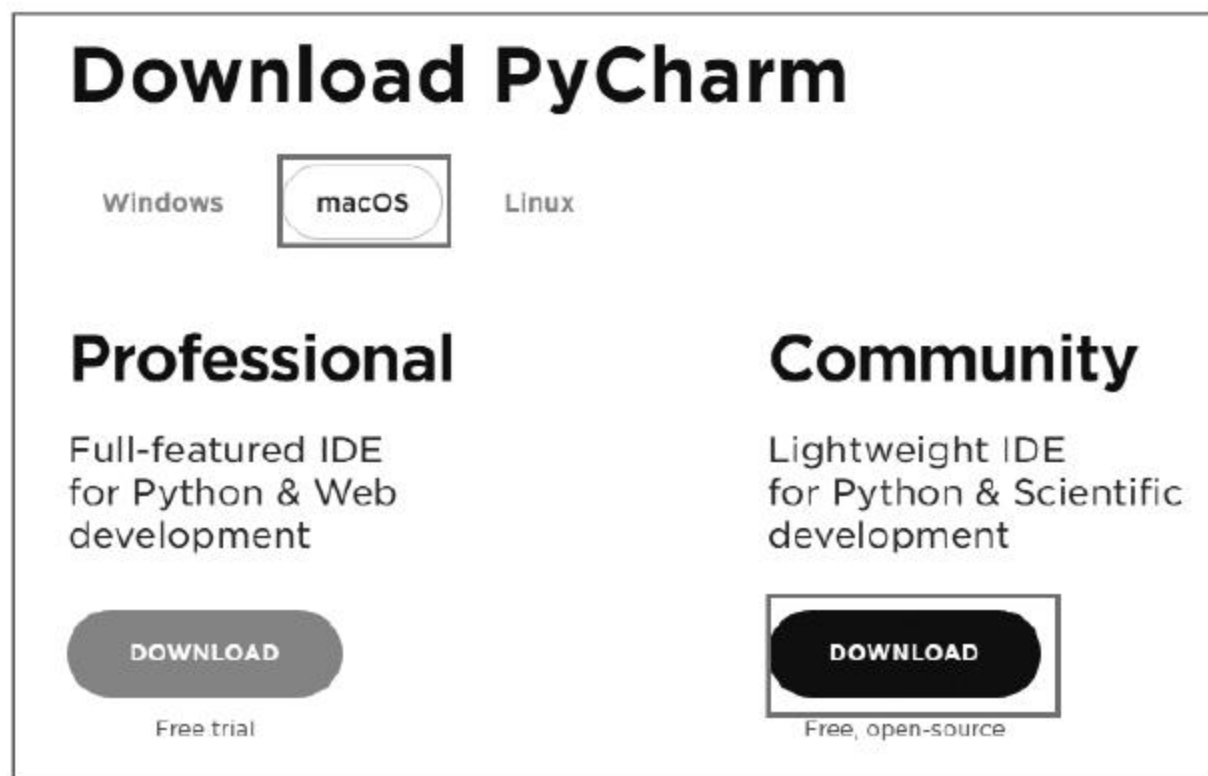 Download PyCharm
Windows macOS Linux
Professional
Full-featured IDE
for Python & Web
development
DOWNLOAD
Free trial
Community
Lightweight IDE
for Python & Scientific
development
DOWNLOAD
Free, open-source